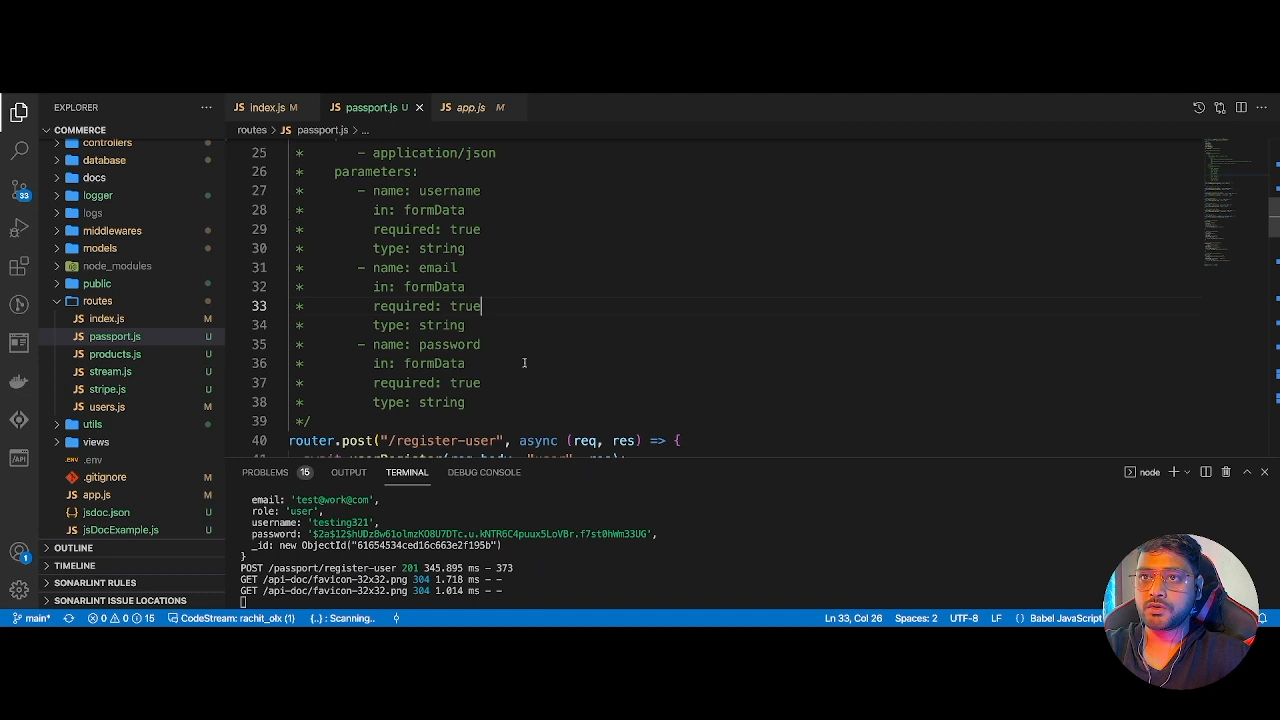 EXPLORER
JS index.js M
JS passport.js U
JS app.js M
COMMERCE
routes > JS passport.js > ...
controllers
database
docs
logger
logs
middlewares
models
node_modules
public
routes
JS index.js M
JS passport.js U
JS products.js U
JS stream.js U
JS stripe.js U
JS users.js M
utils
views
.env
.gitignore M
app.js M
jsdoc.json U
JS jsDocExample.js U
OUTLINE
TIMELINE
SONARLINT RULES
SONARLINT ISSUE LOCATIONS
33
/API
1
25 * - application/json
26 * parameters:
27 * - name: username
28 * in: formData
29 * required: true
30 * type: string
31 * - name: email
32 * in: formData
33 * required: true
34 * type: string
35 * - name: password
36 * in: formData
37 * required: true
38 * type: string
39 */
40 router.post("/register-user", async (req, res) => {
PROBLEMS 15 OUTPUT TERMINAL DEBUG CONSOLE
node
email: 'test@work@com',
role: 'user',
username: 'testing321',
password: '$2a$12$hUDz8w61olmzKO8U7DTc.u.kNTR6C4puux5LoVBr.f7st0hWm33UG',
_id: new ObjectId("61654534ced16c663e2f195b")
}
POST /passport/register-user 201 345.895 ms - 373
GET /api-doc/favicon-32x32.png 304 1.718 ms - -
GET /api-doc/favicon-32x32.png 304 1.014 ms - -
main* 0 0 15 CodeStream: rachit_olx (1) {..} : Scanning.. Ln 33, Col 26 Spaces: 2 UTF-8 LF {} Babel JavaScript